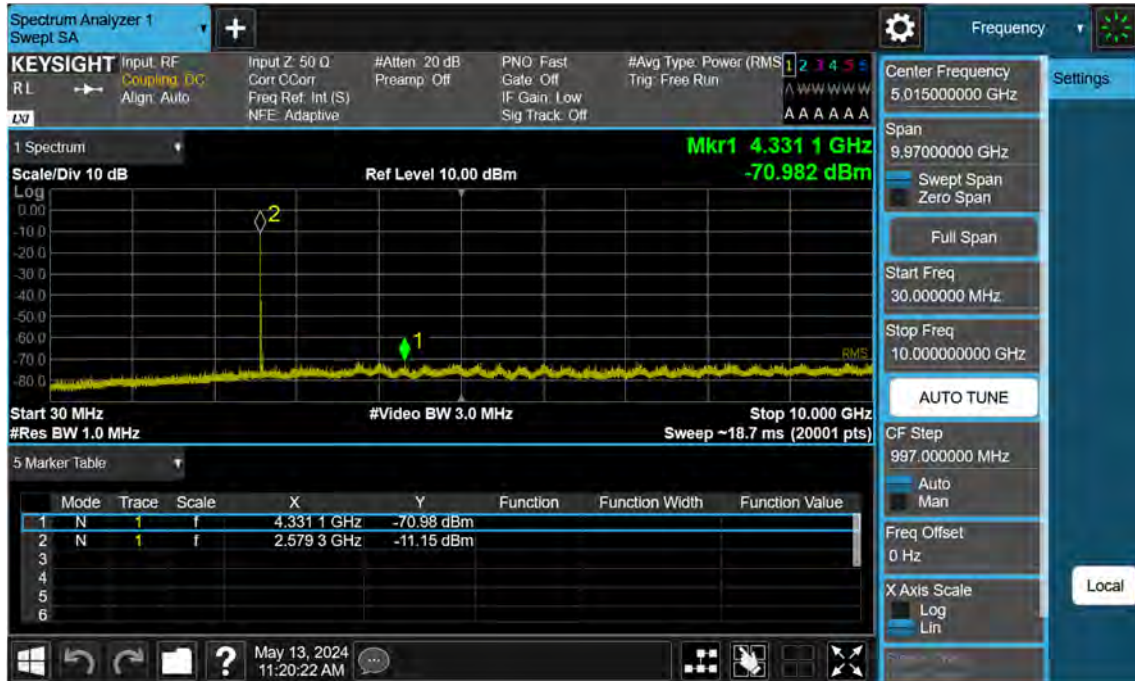 Spectrum Analyzer 1
Swept SA
+
Frequency
KEYSIGHT
RL
LXI
Input: RF
Coupling: DC
Align: Auto
Input Z: 50 Ω
Corr CCorr
Freq Ref: Int (S)
NFE: Adaptive
#Atten: 20 dB
Preamp: Off
PNO: Fast
Gate: Off
IF Gain: Low
Sig Track: Off
#Avg Type: Power (RMS
Trig: Free Run
1 2 3 4 5 6
A W W W W W
A A A A A A
1 Spectrum
Scale/Div 10 dB
Ref Level 10.00 dBm
Mkr1 4.331 1 GHz
-70.982 dBm
Log
0.00
-10.0
-20.0
-30.0
-40.0
-50.0
-60.0
-70.0
-80.0
2
1
RMS
Start 30 MHz
#Video BW 3.0 MHz
Stop 10.000 GHz
#Res BW 1.0 MHz
Sweep ~18.7 ms (20001 pts)
5 Marker Table
Mode Trace Scale X Y Function Function Width Function Value
1 N 1 f 4.331 1 GHz -70.98 dBm
2 N 1 f 2.579 3 GHz -11.15 dBm
3
4
5
6
?
May 13, 2024
11:20:22 AM
Center Frequency
5.015000000 GHz
Settings
Span
9.97000000 GHz
Swept Span
Zero Span
Full Span
Start Freq
30.000000 MHz
Stop Freq
10.000000000 GHz
AUTO TUNE
CF Step
997.000000 MHz
Auto
Man
Freq Offset
0 Hz
X Axis Scale
Log
Lin
Local